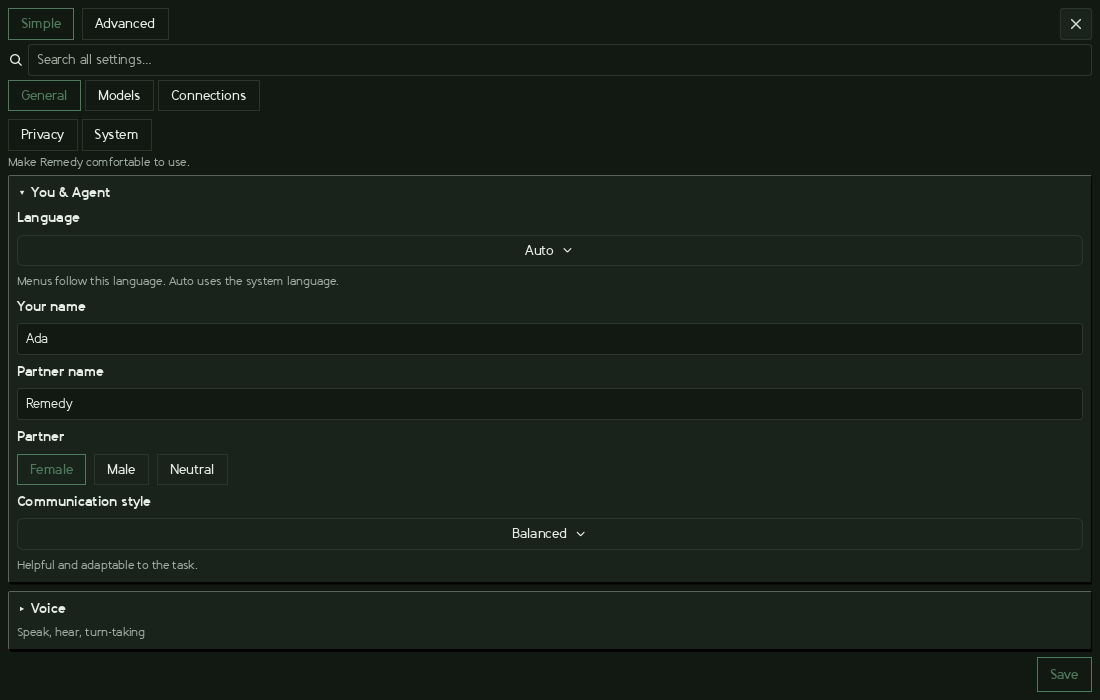 Simple
Advanced
Search all settings...
General
Models
Connections
Privacy
System
Make Remedy comfortable to use.
You & Agent
Language
Auto
Menus follow this language. Auto uses the system language.
Your name
Ada
Partner name
Remedy
Partner
Female
Male
Neutral
Communication style
Balanced
Helpful and adaptable to the task.
Voice
Speak, hear, turn-taking
Save